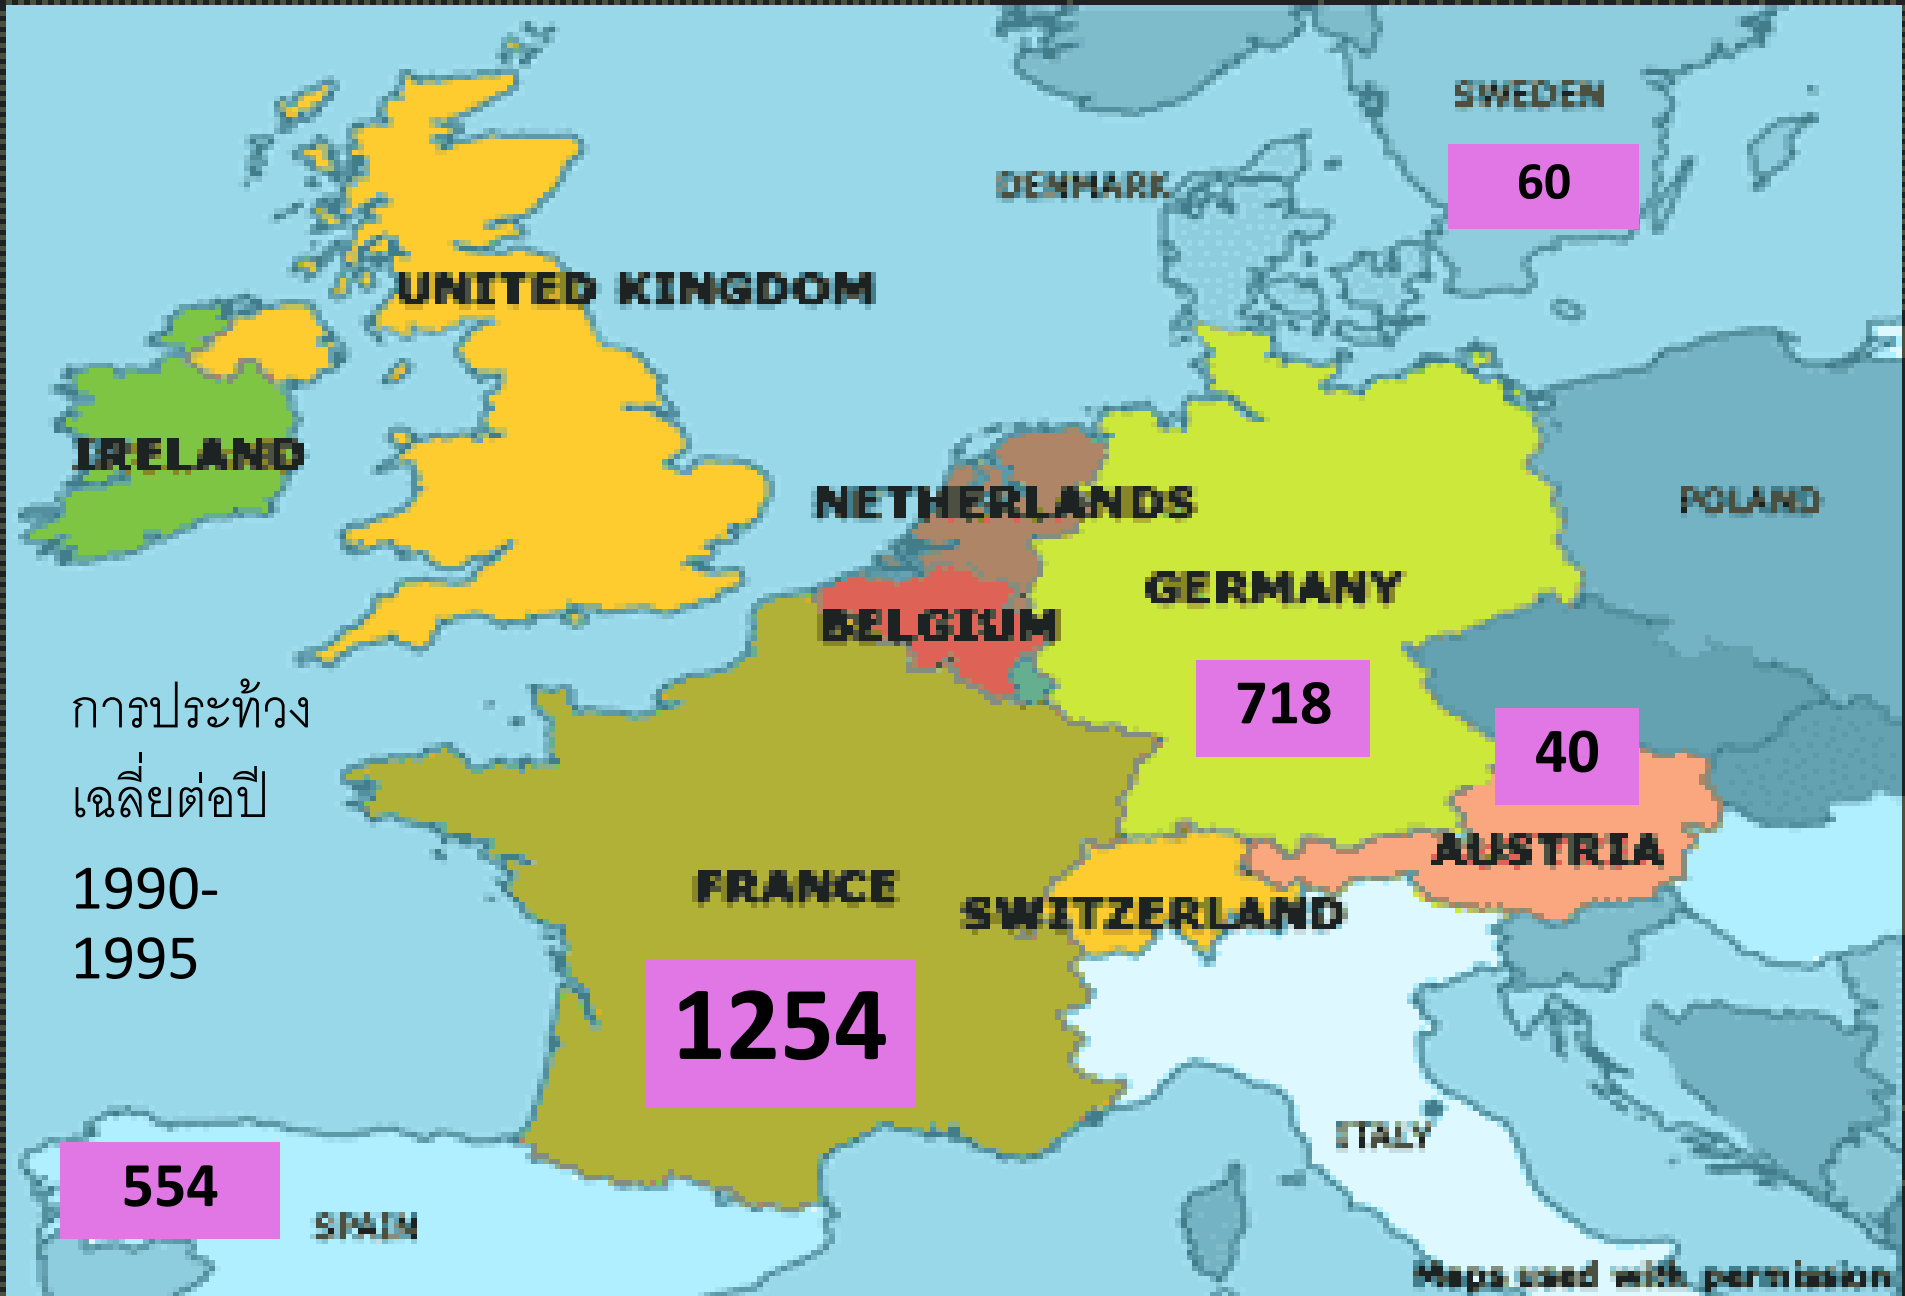 SWEDEN
60
DENMARK
UNITED KINGDOM
IRELAND
NETHERLANDS
POLAND
GERMANY
BELGIUM
718
การประท้วง
เฉลี่ยต่อปี
1990-
1995
40
AUSTRIA
FRANCE
SWITZERLAND
1254
ITALY
554
SPAIN
Maps used with permission